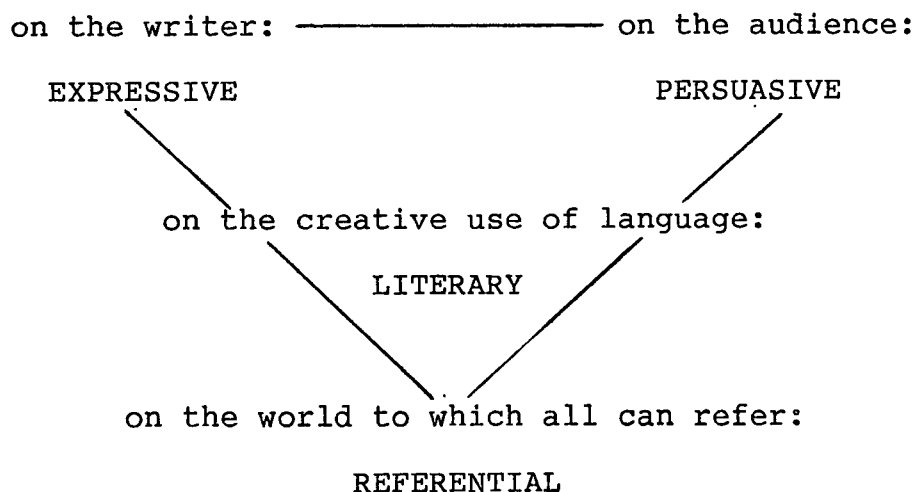 on the writer: on the audience:
EXPRESSIVE PERSUASIVE
on the creative use of language:
LITERARY
on the world to which all can refer:
REFERENTIAL